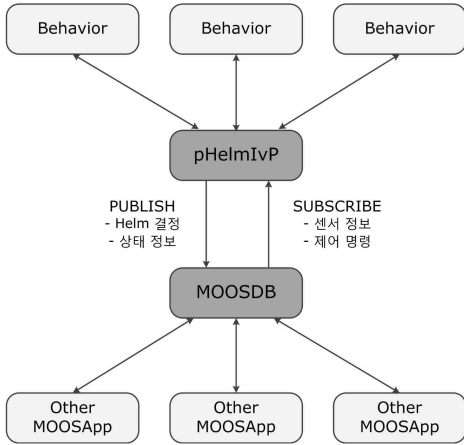 Behavior
Behavior
Behavior
pHelmIvP
PUBLISH
- Helm 결정
- 상태 정보
SUBSCRIBE
- 센서 정보
- 제어 명령
MOOSDB
Other
MOOSApp
Other
MOOSApp
Other
MOOSApp